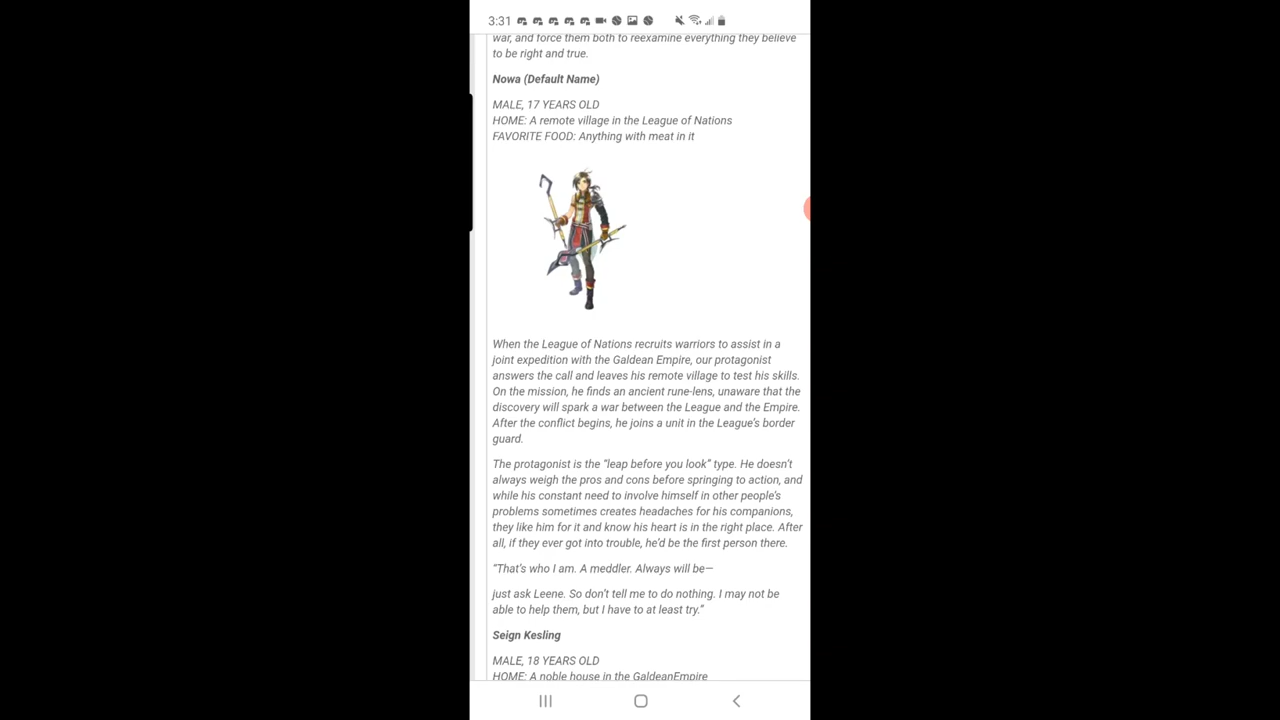 3:31
war, and force them both to reexamine everything they believe
to be right and true.
Nowa (Default Name)
MALE, 17 YEARS OLD
HOME: A remote village in the League of Nations
FAVORITE FOOD: Anything with meat in it
When the League of Nations recruits warriors to assist in a
joint expedition with the Galdean Empire, our protagonist
answers the call and leaves his remote village to test his skills.
On the mission, he finds an ancient rune-lens, unaware that the
discovery will spark a war between the League and the Empire.
After the conflict begins, he joins a unit in the League’s border
guard.
The protagonist is the “leap before you look” type. He doesn’t
always weigh the pros and cons before springing to action, and
while his constant need to involve himself in other people’s
problems sometimes creates headaches for his companions,
they like him for it and know his heart is in the right place. After
all, if they ever got into trouble, he’d be the first person there.
“That’s who I am. A meddler. Always will be—
just ask Leene. So don’t tell me to do nothing. I may not be
able to help them, but I have to at least try.”
Seign Kesling
MALE, 18 YEARS OLD
HOME: A noble house in the GaldeanEmpire